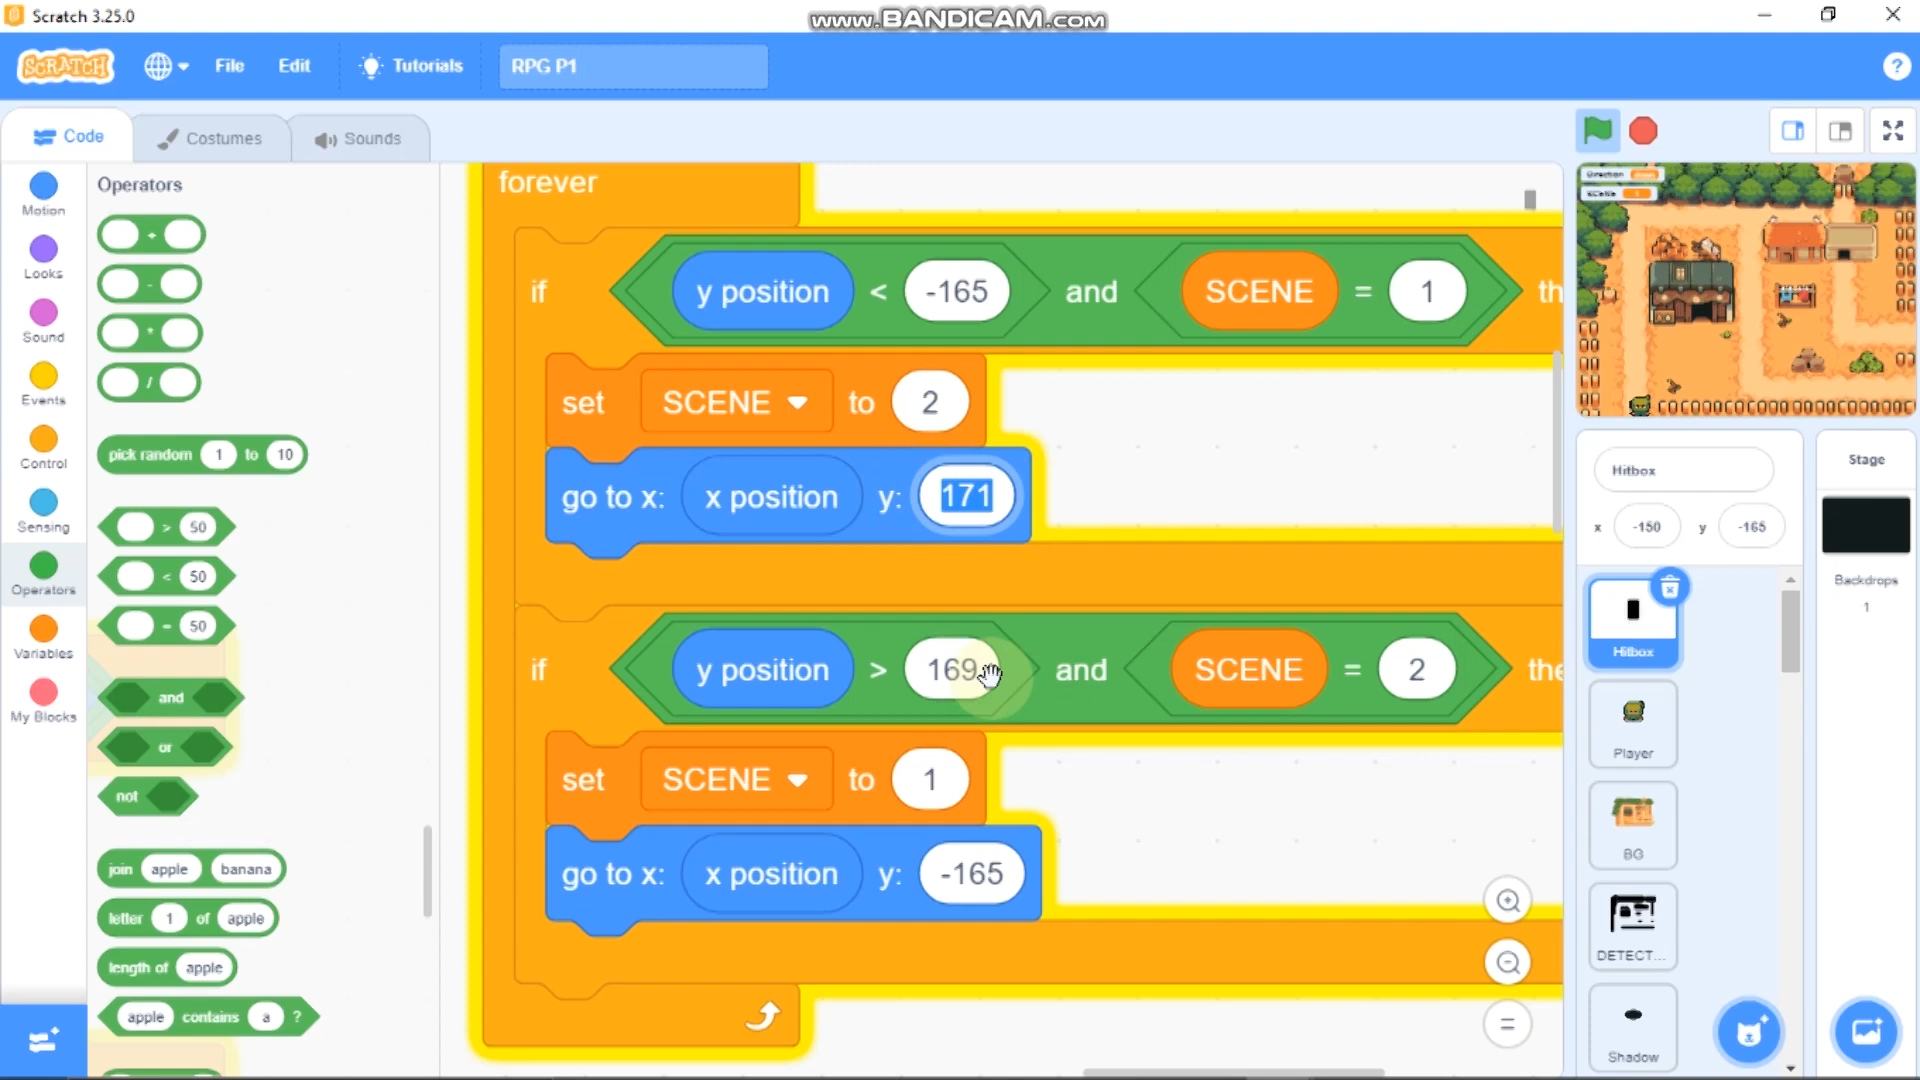 Scratch 3.25.0
www.BANDICAM.com
SCRATCH
File
Edit
Tutorials
RPG P1
Code
Costumes
Sounds
Motion
Looks
Sound
Events
Control
Sensing
Operators
Variables
My Blocks
Operators
+
-
*
/
pick random 1 to 10
> 50
< 50
= 50
and
or
not
join apple banana
letter 1 of apple
length of apple
apple contains a ?
forever
if y position < -165 and SCENE = 1 th
set SCENE to 2
go to x: x position y: 171
if y position > 169 and SCENE = 2 the
set SCENE to 1
go to x: x position y: -165
Direction
SCENE 1
Hitbox
x -150 y -165
Hitbox
Player
BG
DETECT...
Shadow
Stage
Backdrops
1